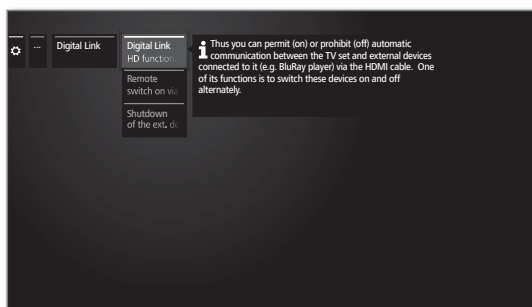 ...
Digital Link
Digital Link
HD function
Remote
switch on via
Shutdown
of the ext. de
Thus you can permit (on) or prohibit (off) automatic
communication between the TV set and external devices
connected to it (e.g. BluRay player) via the HDMI cable. One
of its functions is to switch these devices on and off
alternately.